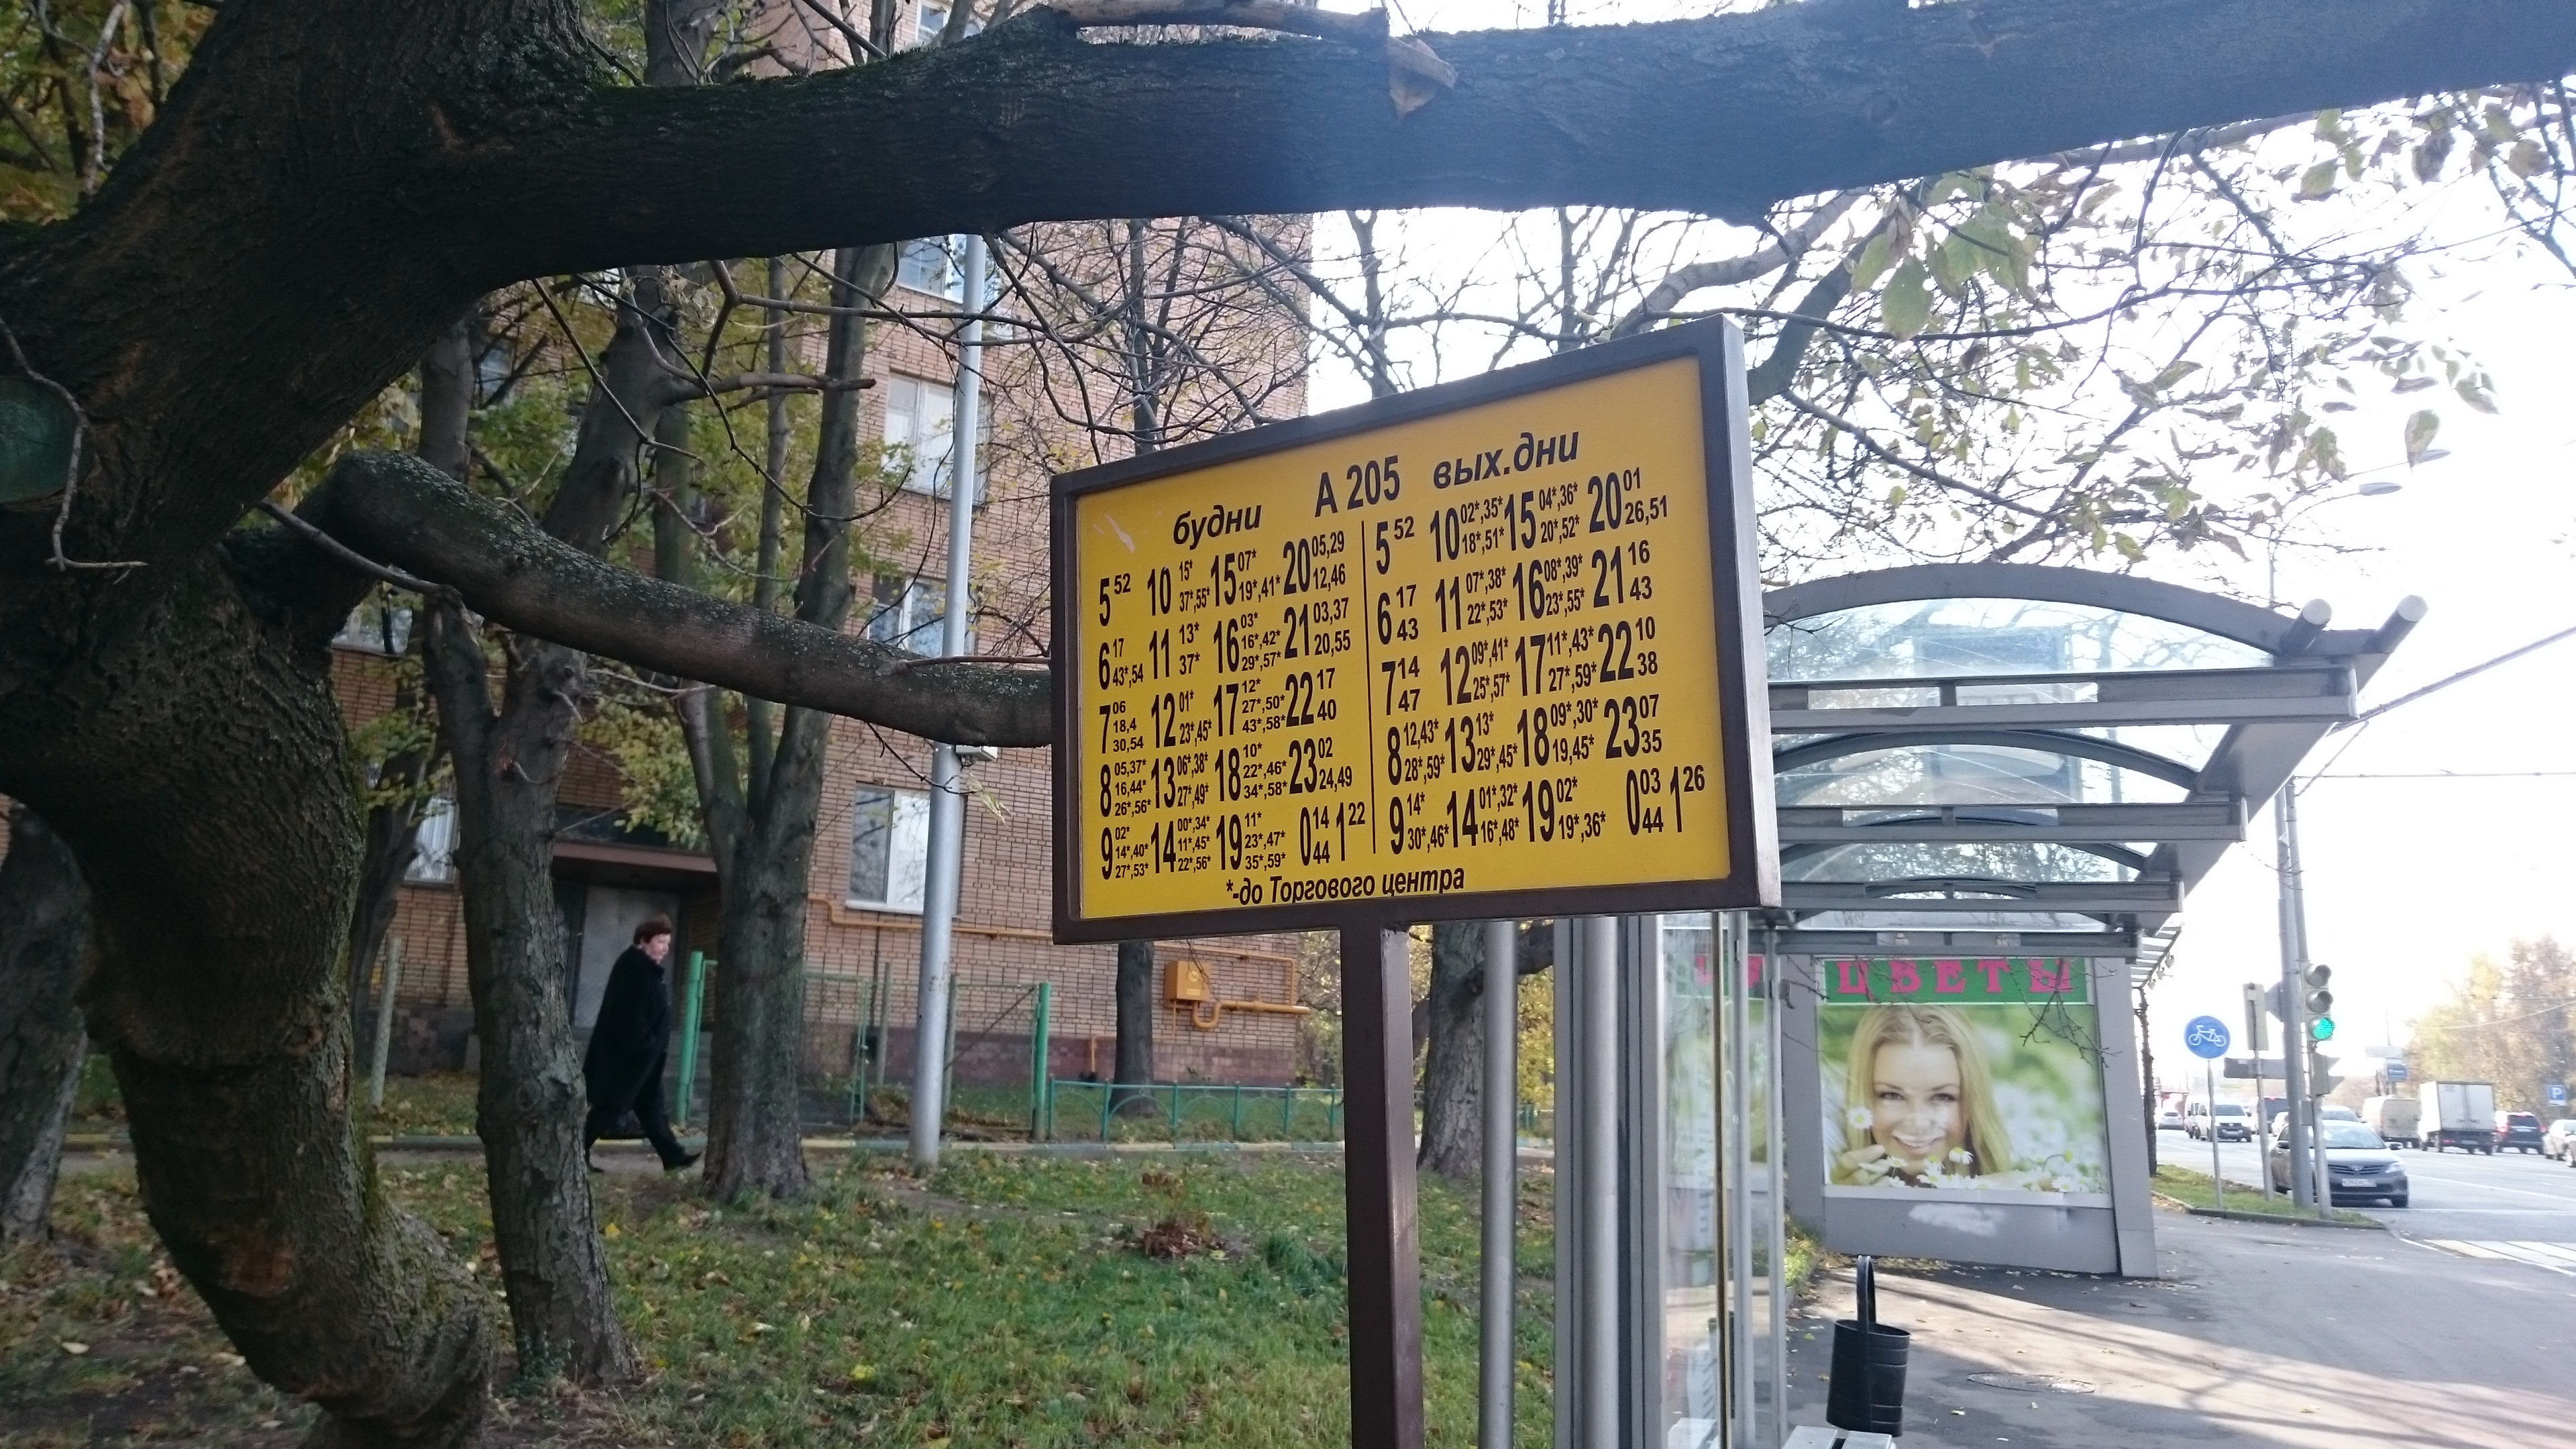 будни А 205 вых.дни
5 52 10 15* 15 07* 20 05,29
37*,55* 19*,41* 12,46
6 17 11 13* 16 03* 21 03,37
43*,54 37* 16*,42* 20,55
29*,57*
7 06 12 01* 17 12* 22 17
18,4 23*,45* 27*,50* 40
30,54 43*,58*
8 05,37* 13 06*,38* 18 10* 23 02
16,44* 27*,49* 22*,46* 24,49
26*,56* 34*,58*
9 02* 14 00*,34* 19 11* 0 14 1 22
14*,40* 11*,45* 23*,47* 44
27*,53* 22*,56* 35*,59*
5 52 10 02*,35* 15 04*,36* 20 01
18*,51* 20*,52* 26,51
6 17 11 07*,38* 16 08*,39* 21 16
43 22*,53* 23*,55* 43
7 14 12 09*,41* 17 11*,43* 22 10
47 25*,57* 27*,59* 38
8 12,43* 13 13* 18 09*,30* 23 07
28*,59* 29*,45* 19,45* 35
9 14* 14 01*,32* 19 02* 0 03 1 26
30*,46* 16*,48* 19*,36* 44
*-до Торгового центра
ЦВЕТЫ
P